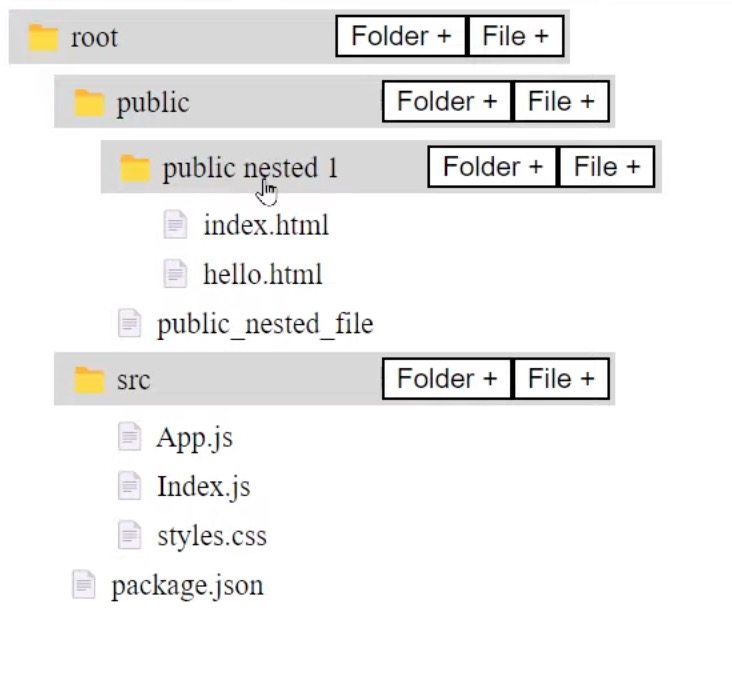 root Folder + File +
public Folder + File +
public nested 1 Folder + File +
index.html
hello.html
public_nested_file
src Folder + File +
App.js
Index.js
styles.css
package.json